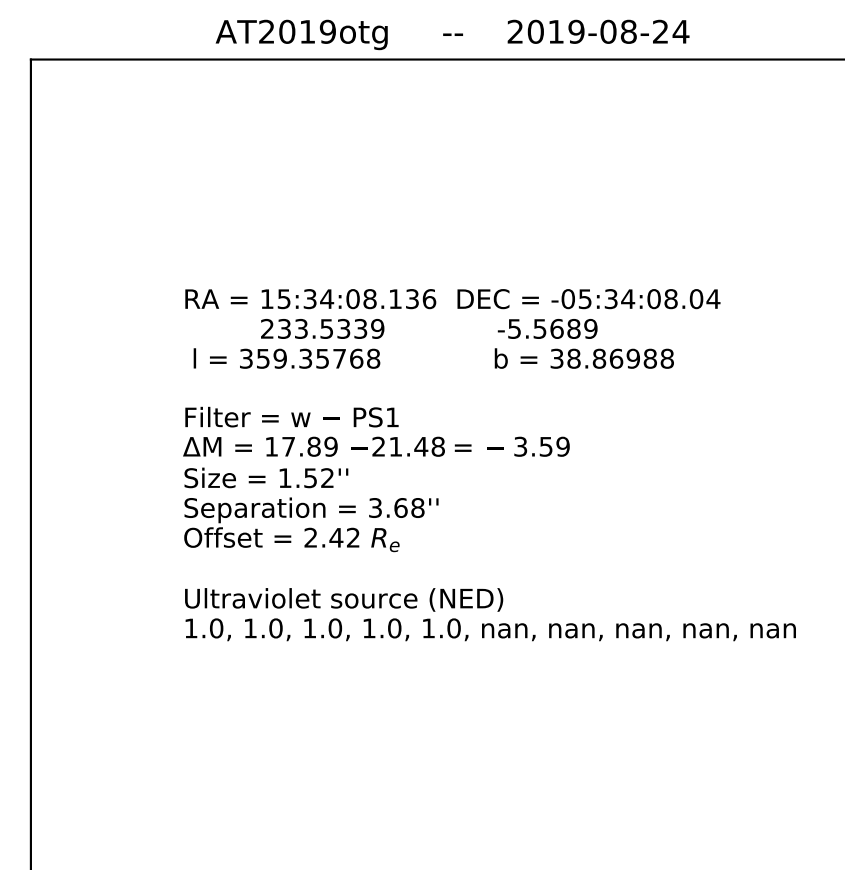 AT2019otg -- 2019-08-24
RA = 15:34:08.136 DEC = -05:34:08.04
233.5339 -5.5689
l = 359.35768 b = 38.86988
Filter = w − PS1
ΔM = 17.89 −21.48 = − 3.59
Size = 1.52''
Separation = 3.68''
Offset = 2.42 Re
Ultraviolet source (NED)
1.0, 1.0, 1.0, 1.0, 1.0, nan, nan, nan, nan, nan